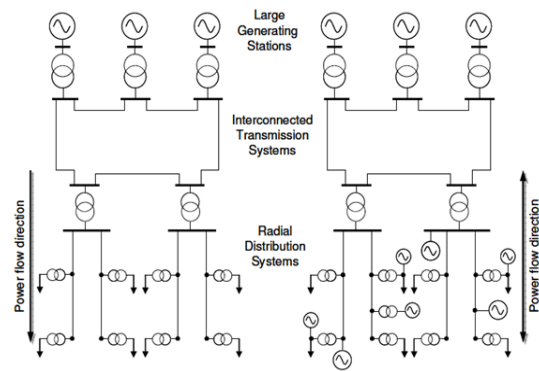 Large
Generating
Stations
Interconnected
Transmission
Systems
Power flow direction
Radial
Distribution
Systems
Power flow direction